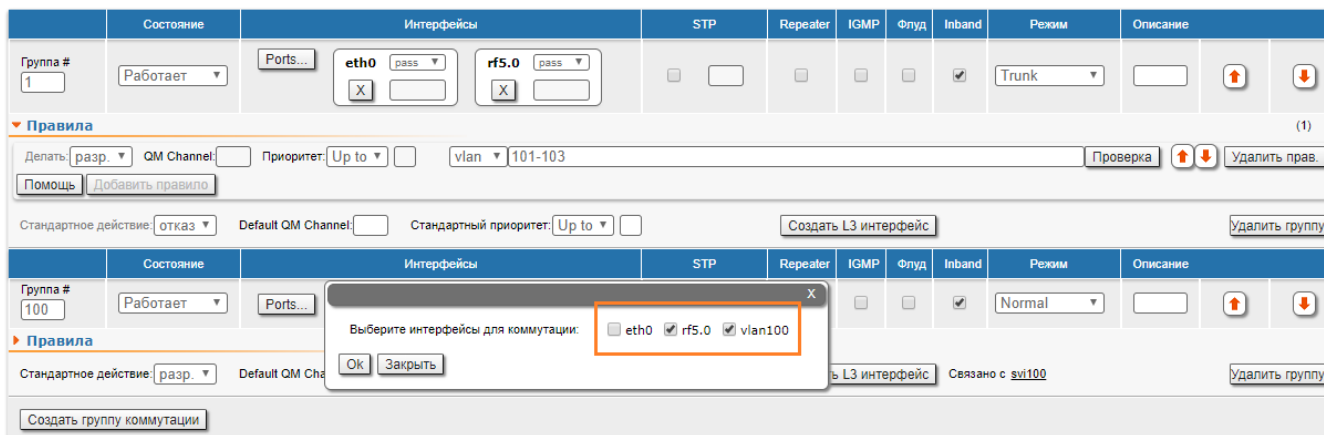 Состояние Интерфейсы STP Repeater IGMP Флуд Inband Режим Описание
Группа # Ports... eth0 pass rf5.0 pass
1 Работает X X Trunk
Правила (1)
Делать: разр. QM Channel: Приоритет: Up to vlan 101-103 Проверка Удалить прав.
Помощь Добавить правило
Стандартное действие: отказ Default QM Channel: Стандартный приоритет: Up to Создать L3 интерфейс Удалить группу
Состояние Интерфейсы STP Repeater IGMP Флуд Inband Режим Описание
Группа # X
100 Работает Ports... Normal
Выберите интерфейсы для коммутации: eth0 rf5.0 vlan100
Правила
Ok Закрыть
Стандартное действие: разр. Default QM Cha ь L3 интерфейс Связано с svi100 Удалить группу
Создать группу коммутации